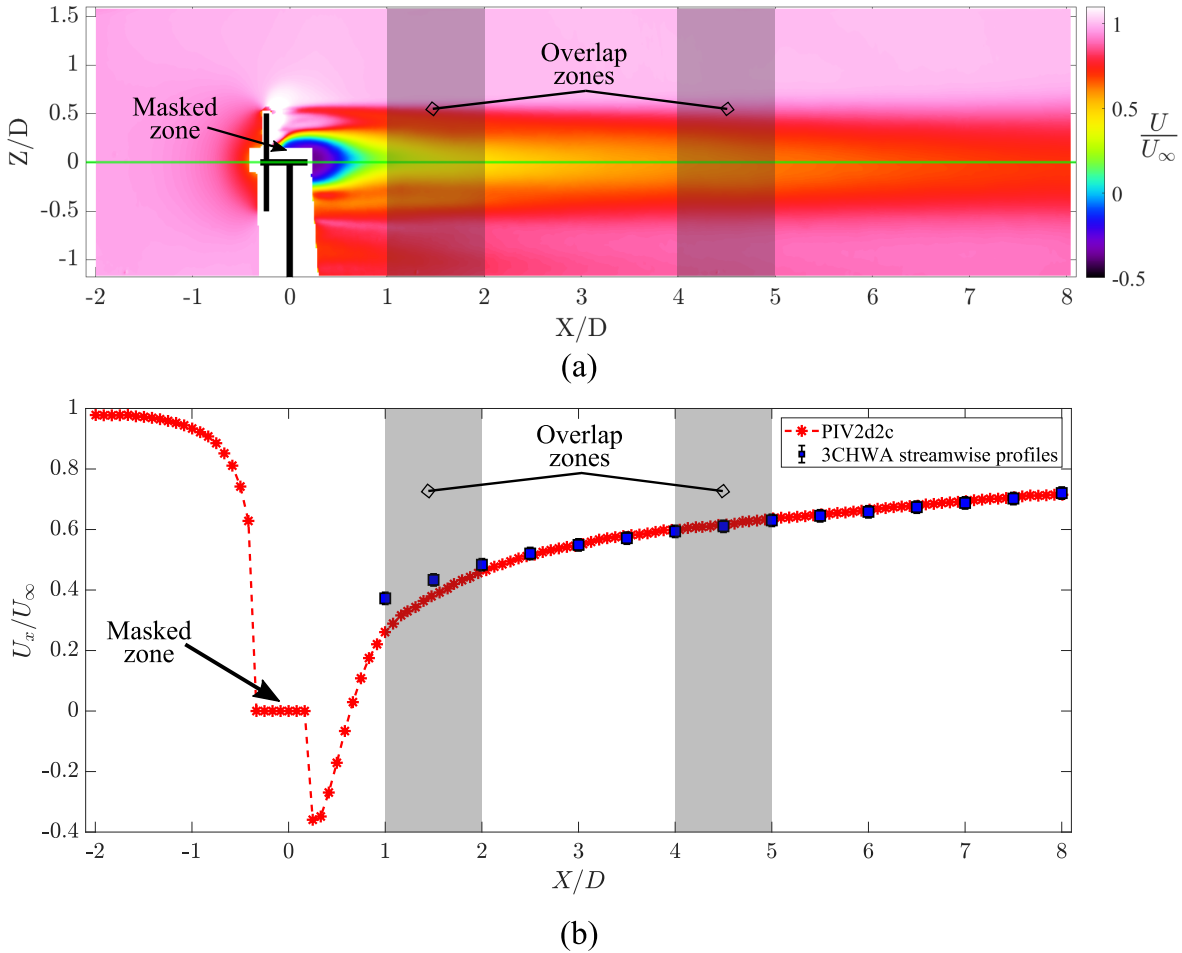 1.5
1
0.5
0
-0.5
-1
Z/D
Masked
zone
Overlap
zones
1
0.5
0
-0.5
U
U∞
-2 -1 0 1 2 3 4 5 6 7 8
X/D
(a)
1
0.8
0.6
0.4
0.2
0
-0.2
-0.4
Ux/U∞
Overlap
zones
PIV2d2c
3CHWA streamwise profiles
Masked
zone
-2 -1 0 1 2 3 4 5 6 7 8
X/D
(b)